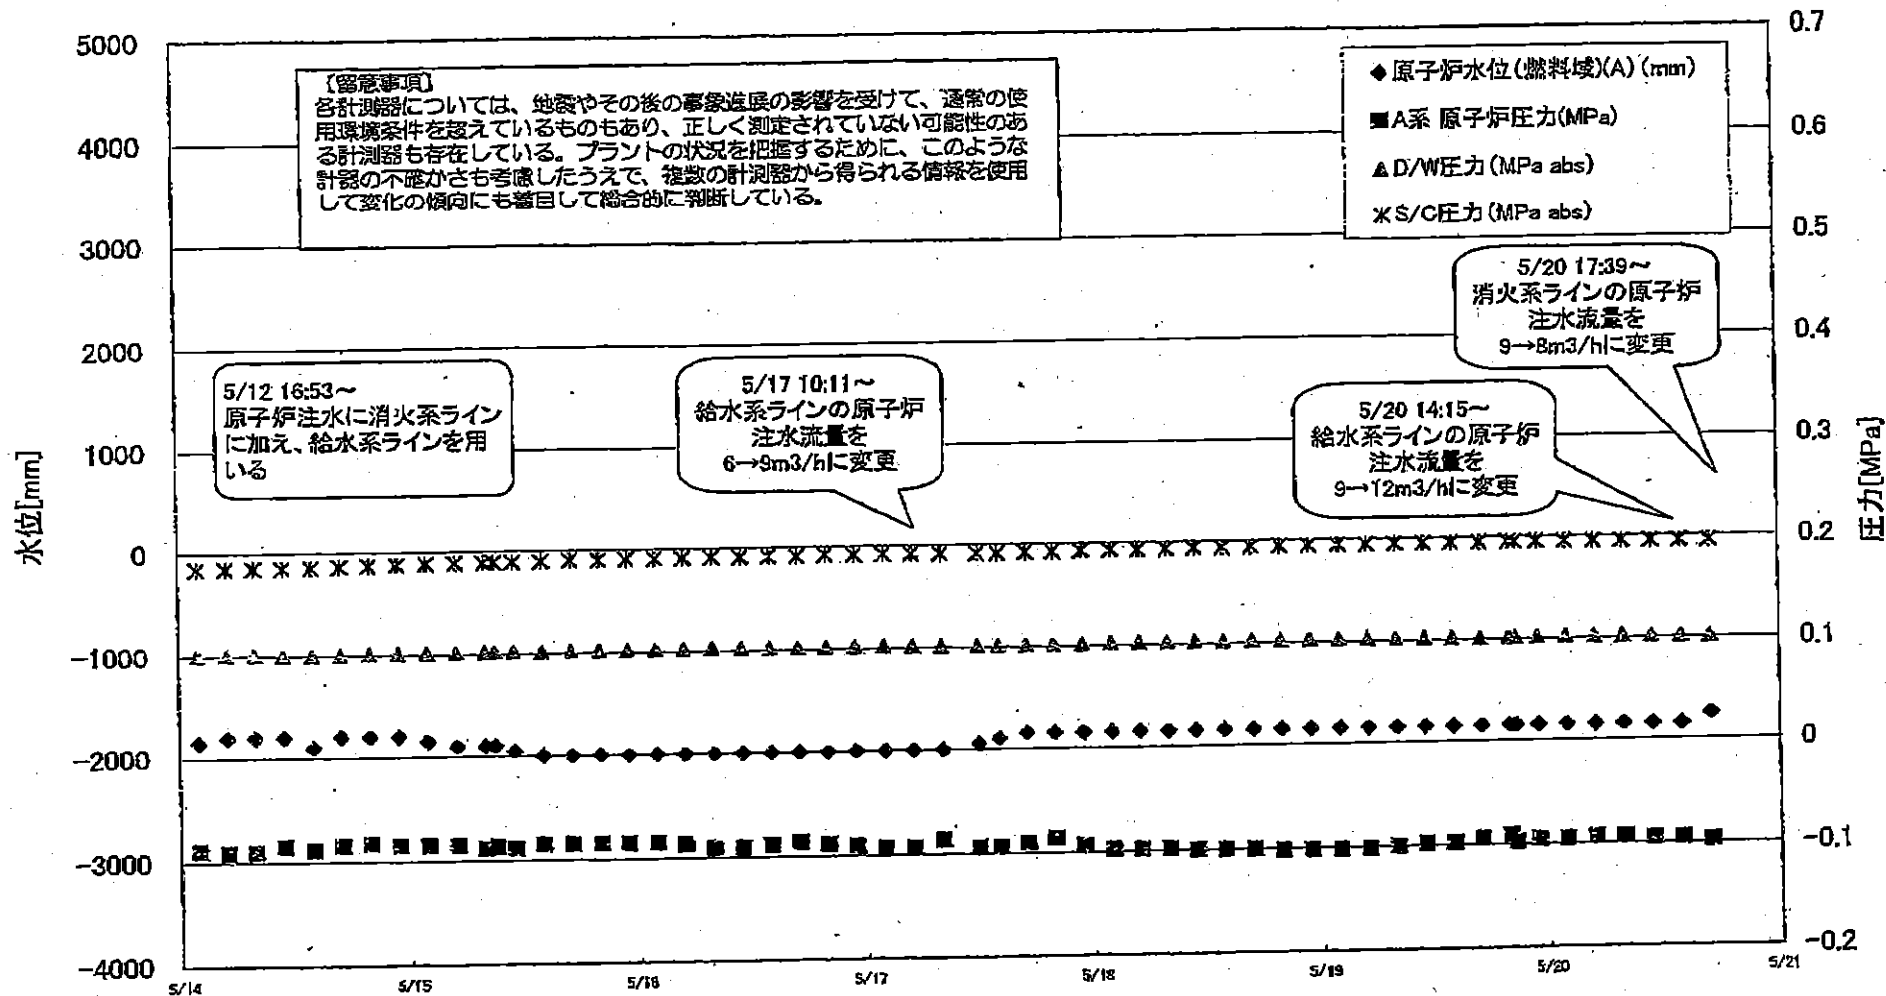 5000
4000
3000
2000
1000
0
-1000
-2000
-3000
-4000
水位[mm]
【留意事項】
各計測器については、地震やその後の事象進展の影響を受けて、通常の使
用環境条件を超えているものもあり、正しく測定されていない可能性のあ
る計測器も存在している。プラントの状況を把握するために、このような
計器の不確かさも考慮したうえで、複数の計測器から得られる情報を使用
して変化の傾向にも着目して総合的に判断している。
◆原子炉水位(燃料域)(A) (mm)
■A系 原子炉圧力(MPa)
▲D/W圧力 (MPa abs)
ⵣS/C圧力 (MPa abs)
5/12 16:53~
原子炉注水に消火系ライン
に加え、給水系ラインを用
いる
5/17 10:11~
給水系ラインの原子炉
注水流量を
6→9m3/hに変更
5/20 14:15~
給水系ラインの原子炉
注水流量を
9→12m3/hに変更
5/20 17:39~
消火系ラインの原子炉
注水流量を
9→8m3/hに変更
0.7
0.6
0.5
0.4
0.3
0.2
0.1
0
-0.1
-0.2
圧力[MPa]
5/14
5/15
5/16
5/17
5/18
5/19
5/20
5/21